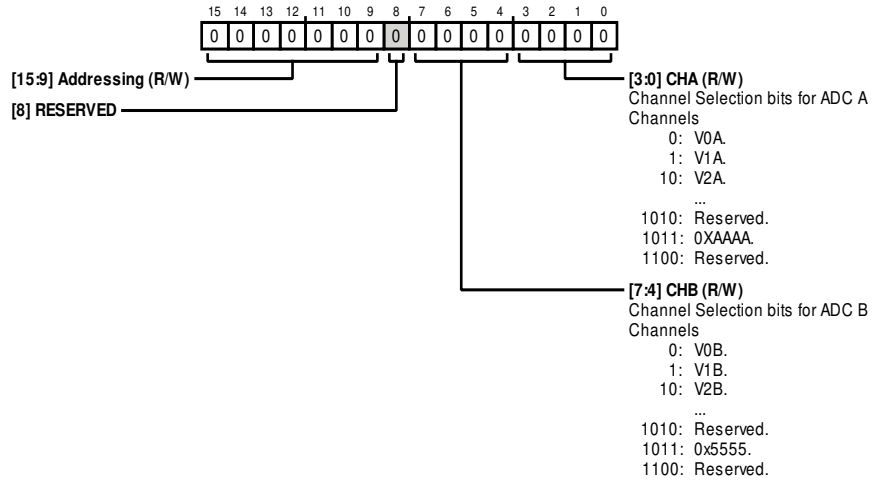 15 14 13 12 11 10 9 8 7 6 5 4 3 2 1 0
0 0 0 0 0 0 0 0 0 0 0 0 0 0 0 0
[15:9] Addressing (R/W)
[8] RESERVED
[3:0] CHA (R/W)
Channel Selection bits for ADC A
Channels
0: V0A.
1: V1A.
10: V2A.
...
1010: Reserved.
1011: 0XAAAA.
1100: Reserved.
[7:4] CHB (R/W)
Channel Selection bits for ADC B
Channels
0: V0B.
1: V1B.
10: V2B.
...
1010: Reserved.
1011: 0x5555.
1100: Reserved.